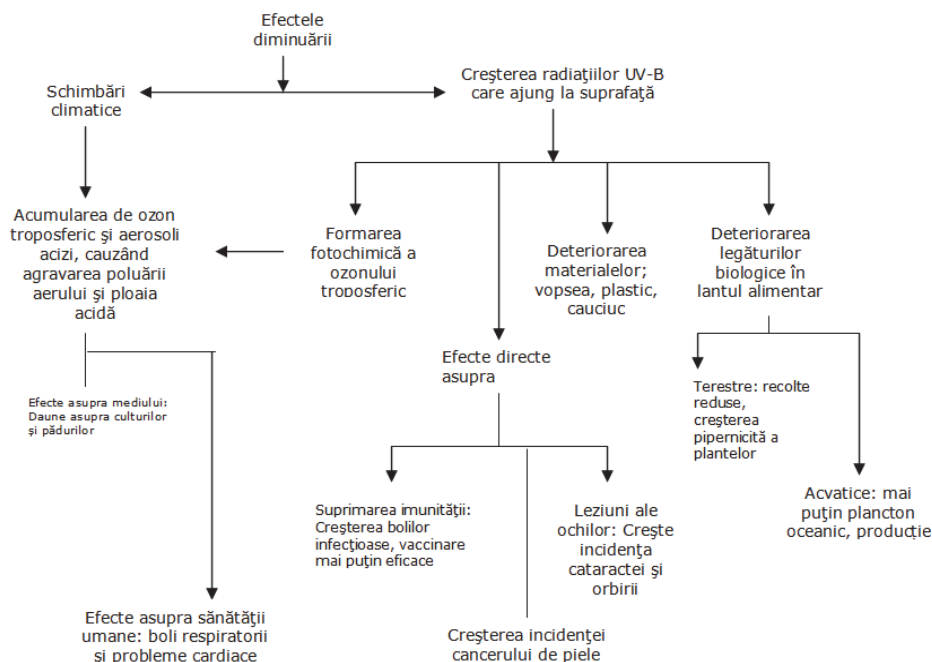 Efectele
diminuării
Schimbări
climatice
Creşterea radiaţiilor UV-B
care ajung la suprafaţă
Acumularea de ozon
troposferic şi aerosoli
acizi, cauzând
agravarea poluării
aerului şi ploaia
acidă
Formarea
fotochimică a
ozonului
troposferic
Deteriorarea
materialelor;
vopsea, plastic,
cauciuc
Deteriorarea
legăturilor
biologice în
lantul alimentar
Efecte directe
asupra
Efecte asupra mediului:
Daune asupra culturilor
şi pădurilor
Terestre: recolte
reduse,
creşterea
pipernicită a
plantelor
Suprimarea imunităţii:
Creşterea bolilor
infecţioase, vaccinare
mai puţin eficace
Leziuni ale
ochilor: Creşte
incidenţa
cataractei şi
orbirii
Acvatice: mai
puţin plancton
oceanic, producţie
Efecte asupra sănătăţii
umane: boli respiratorii
si probleme cardiace
Creşterea incidenţei
cancerului de piele